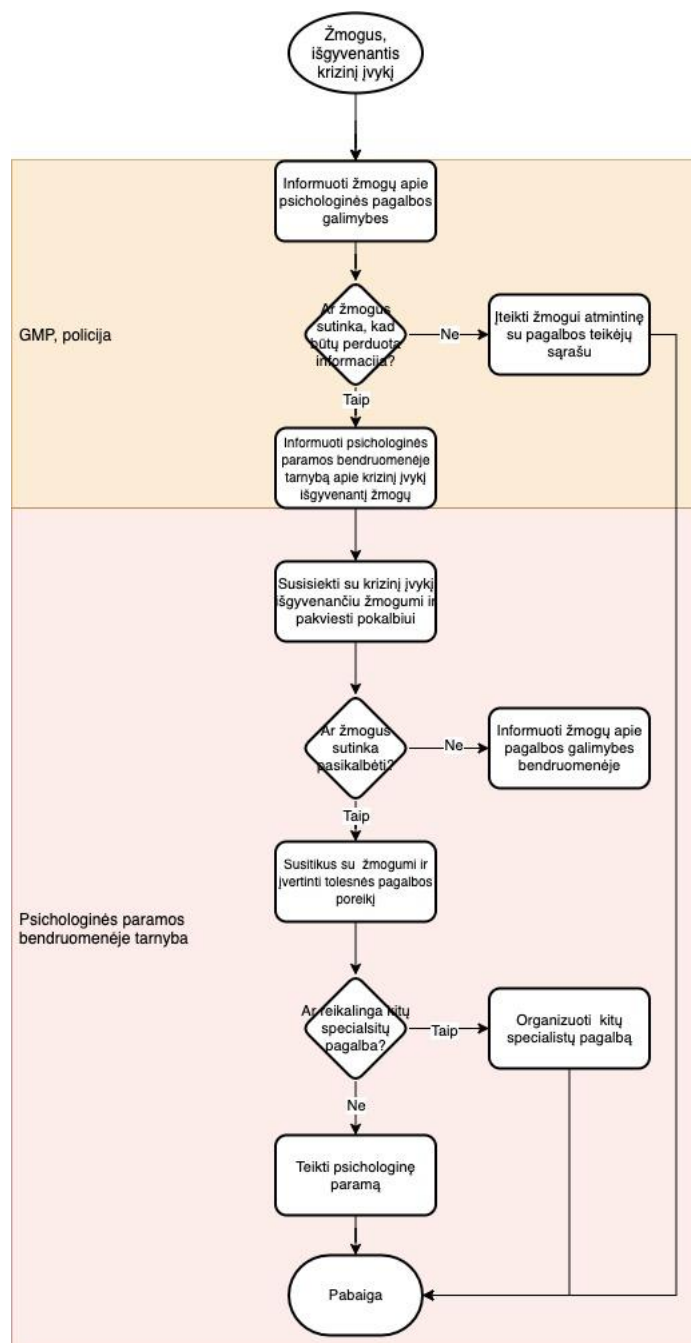 Žmogus,
išgyvenantis
krizinį įvykį
Informuoti žmogų apie
psichologinės pagalbos
galimybes
GMP, policija
Ar žmogus
sutinka, kad
būtų perduota
informacija?
Ne
Įteikti žmogui atmintinę
su pagalbos teikėjų
sąrašu
Taip
Informuoti psichologinės
paramos bendruomenėje
tarnybą apie krizinį įvykį
išgyvenantį žmogų
Susisiekti su krizinį įvykį
išgyvenančiu žmogumi ir
pakviesti pokalbiui
Ar žmogus
sutinka
pasikalbėti?
Ne
Informuoti žmogų apie
pagalbos galimybes
bendruomenėje
Taip
Susitikus su žmogumi ir
įvertinti tolesnės pagalbos
poreikį
Psichologinės paramos
bendruomenėje tarnyba
Ar reikalinga kitų
specialsitų
pagalba?
Taip
Organizuoti kitų
specialistų pagalbą
Ne
Teikti psichologinę
paramą
Pabaiga